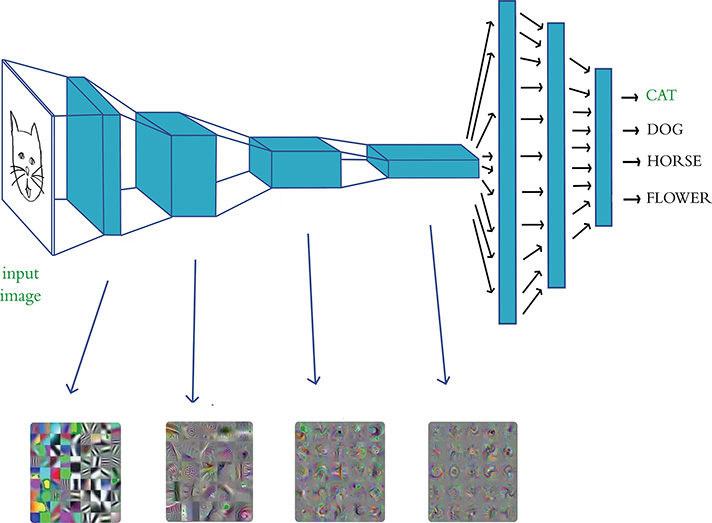 CAT
DOG
HORSE
FLOWER
input
image